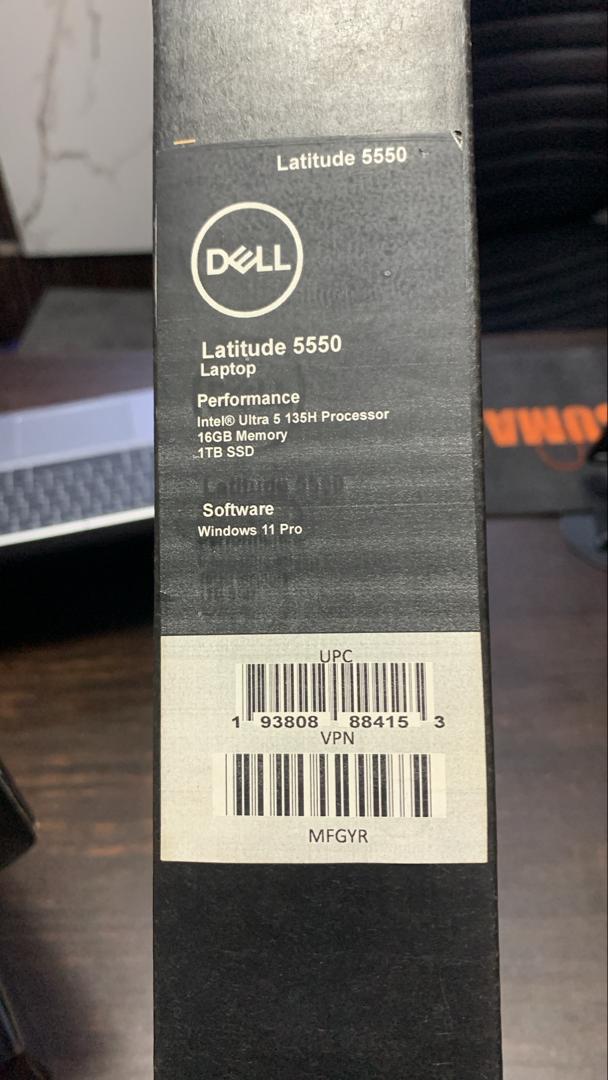 Latitude 5550
DELL
Latitude 5550
Laptop
Performance
Intel® Ultra 5 135H Processor
16GB Memory
1TB SSD
Software
Windows 11 Pro
UPC
1 93808 88415 3
VPN
MFGYR